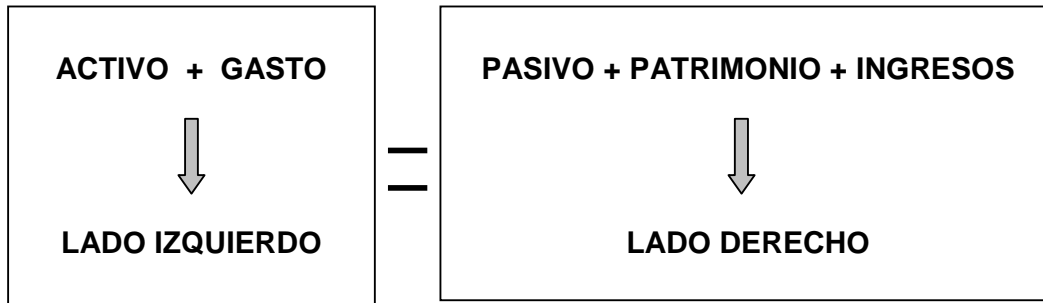 ACTIVO + GASTO
PASIVO + PATRIMONIO + INGRESOS
=
LADO IZQUIERDO
LADO DERECHO